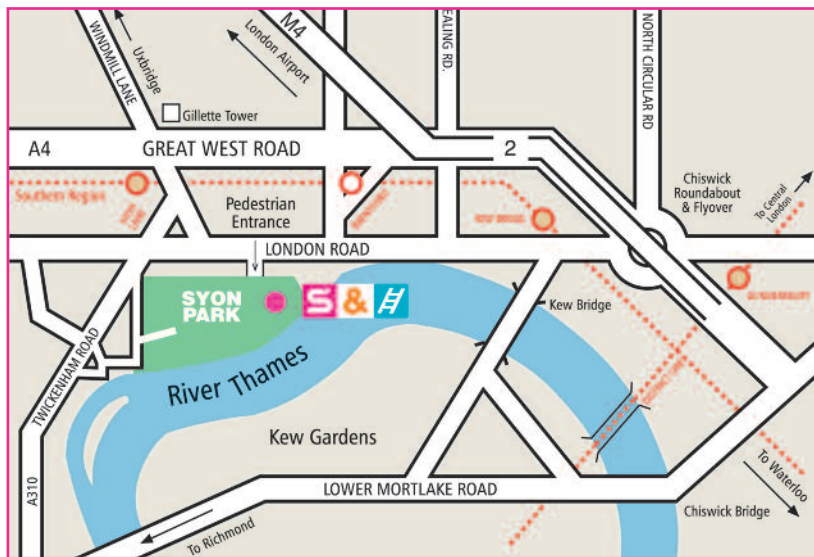 WINDMILL LANE
Uxbridge
M4
London Airport
EALING RD.
NORTH CIRCULAR RD
Gillette Tower
A4
GREAT WEST ROAD
2
Southern Region
Pedestrian
Entrance
Chiswick
Roundabout
& Flyover
To Central
London
LONDON ROAD
SYON
PARK
S &
Kew Bridge
TWICKENHAM ROAD
River Thames
Kew Gardens
A310
LOWER MORTLAKE ROAD
To Waterloo
Chiswick Bridge
To Richmond